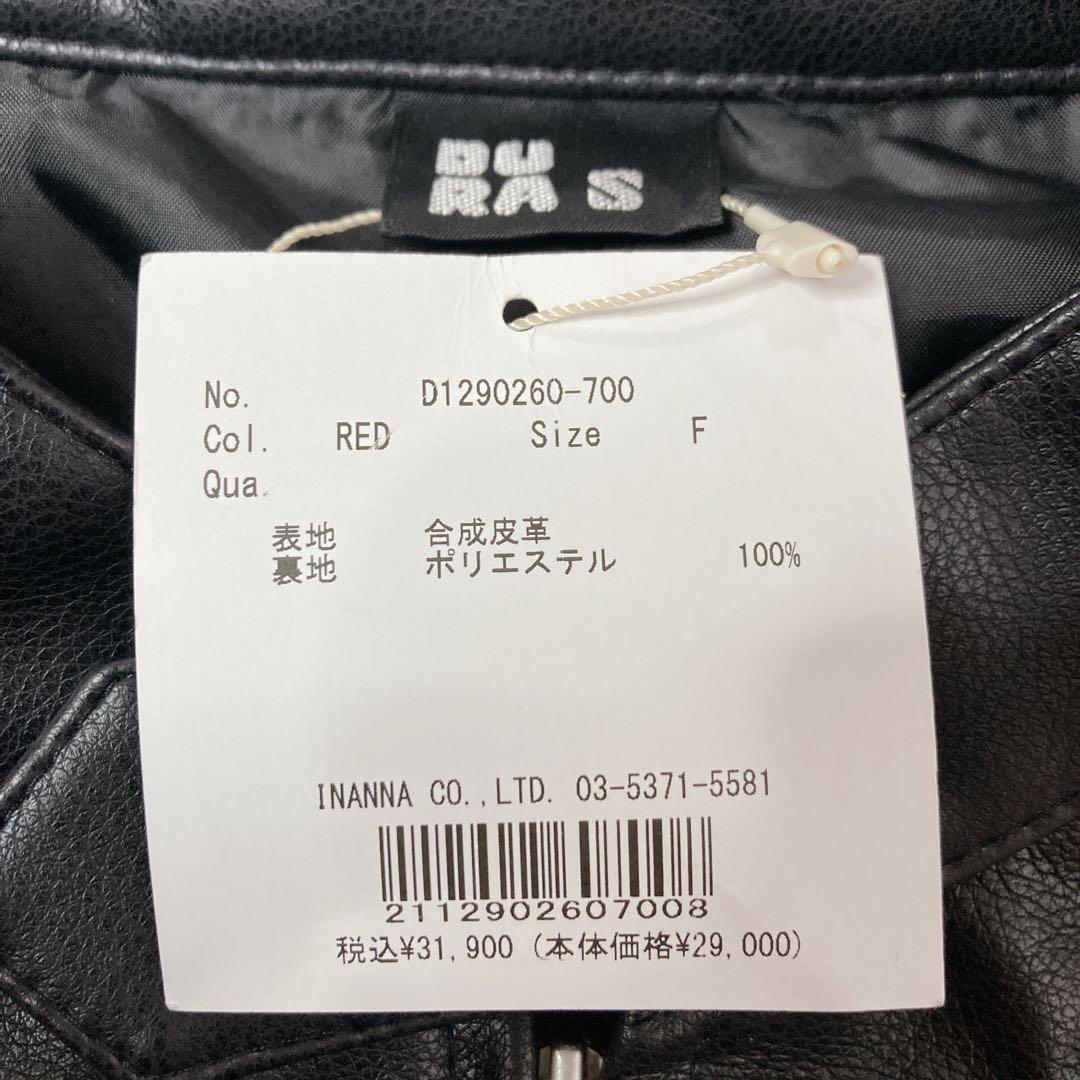 DU
RA S
No. D1290260-700
Col. RED Size F
Qua.
表地 合成皮革
裏地 ポリエステル 100%
INANNA CO.,LTD. 03-5371-5581
2112902607008
税込¥31,900 (本体価格¥29,000)